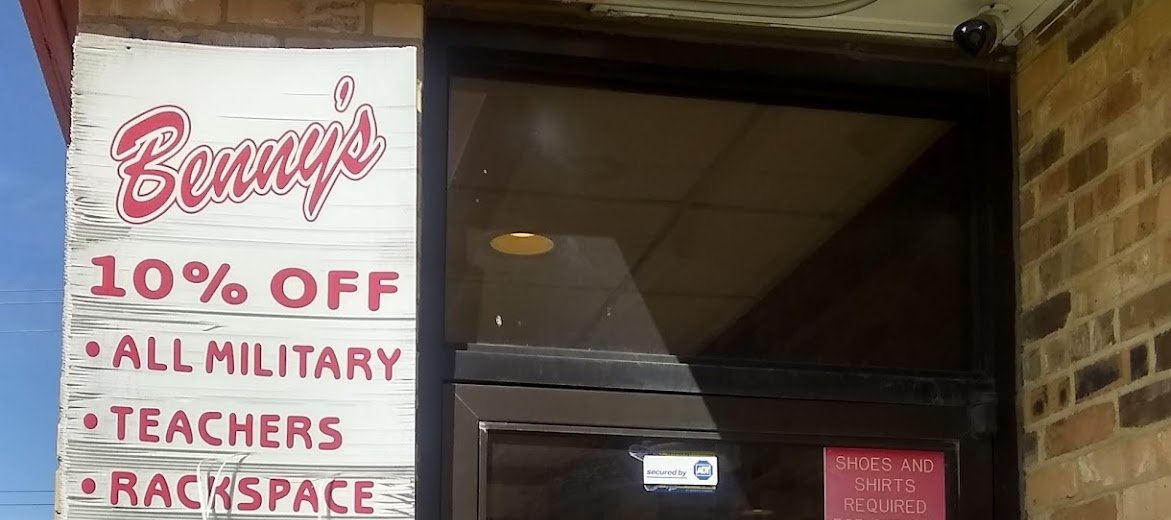 Benny's
10% OFF
• ALL MILITARY
• TEACHERS
• RACKSPACE
secured by ADT
SHOES AND
SHIRTS
REQUIRED